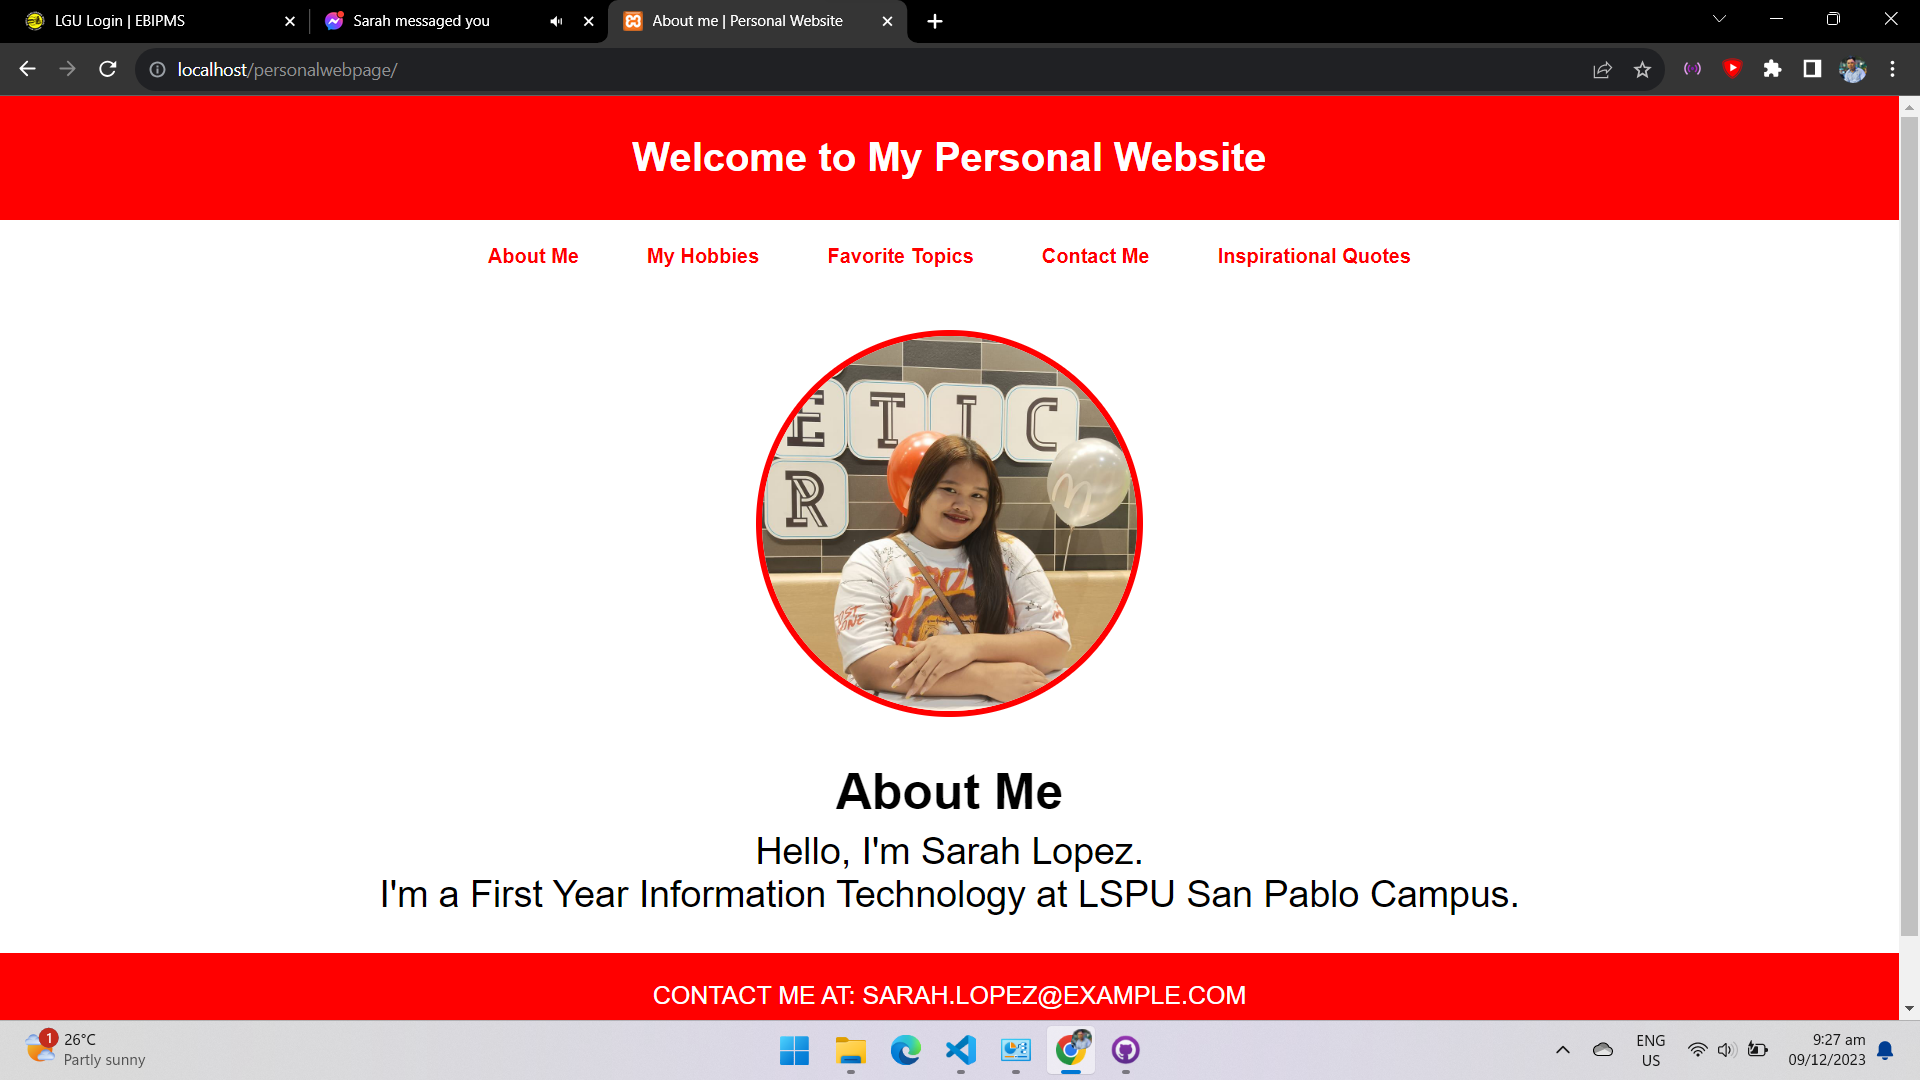 LGU Login | EBIPMS
Sarah messaged you
About me | Personal Website
localhost/personalwebpage/
Welcome to My Personal Website
About Me
My Hobbies
Favorite Topics
Contact Me
Inspirational Quotes
E T I C
R
About Me
Hello, I'm Sarah Lopez.
I'm a First Year Information Technology at LSPU San Pablo Campus.
CONTACT ME AT: SARAH.LOPEZ@EXAMPLE.COM
1
26°C
Partly sunny
ENG
US
9:27 am
09/12/2023